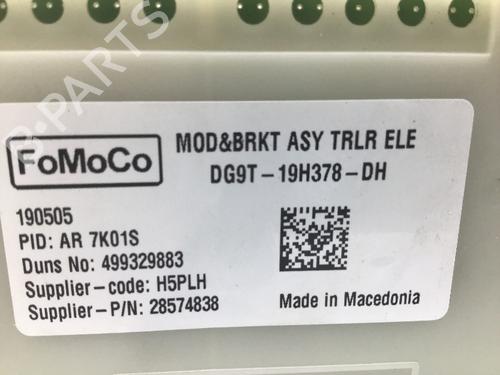 B-PARTS
FoMoCo
MOD&BRKT ASY TRLR ELE
DG9T-19H378-DH
190505
PID: AR 7K01S
Duns No: 499329883
Supplier-code: H5PLH
Supplier-P/N: 28574838
Made in Macedonia